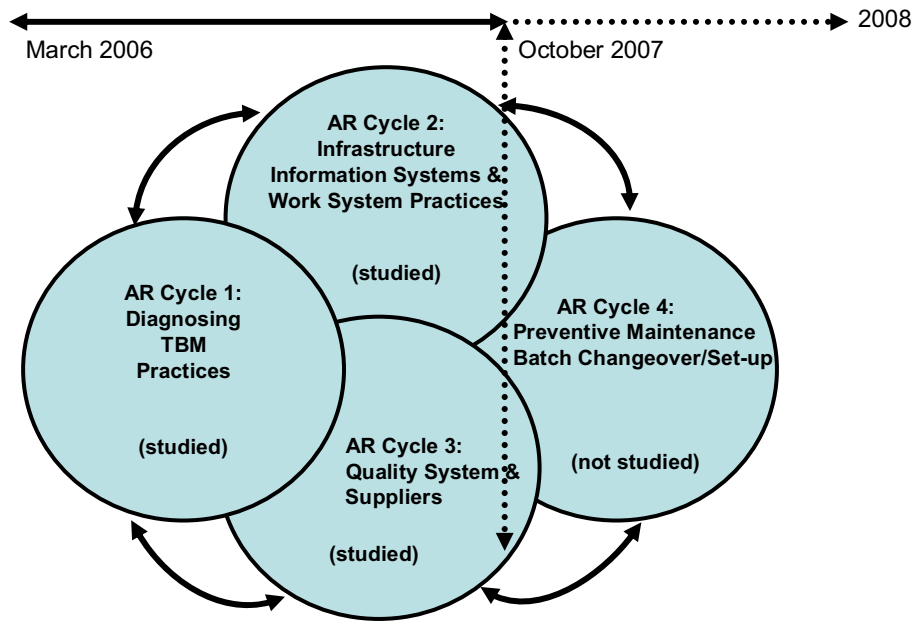 2008
March 2006
October 2007
AR Cycle 2:
Infrastructure
Information Systems &
Work System Practices
(studied)
AR Cycle 1:
Diagnosing
TBM
Practices
(studied)
AR Cycle 4:
Preventive Maintenance
Batch Changeover/Set-up
(not studied)
AR Cycle 3:
Quality System &
Suppliers
(studied)